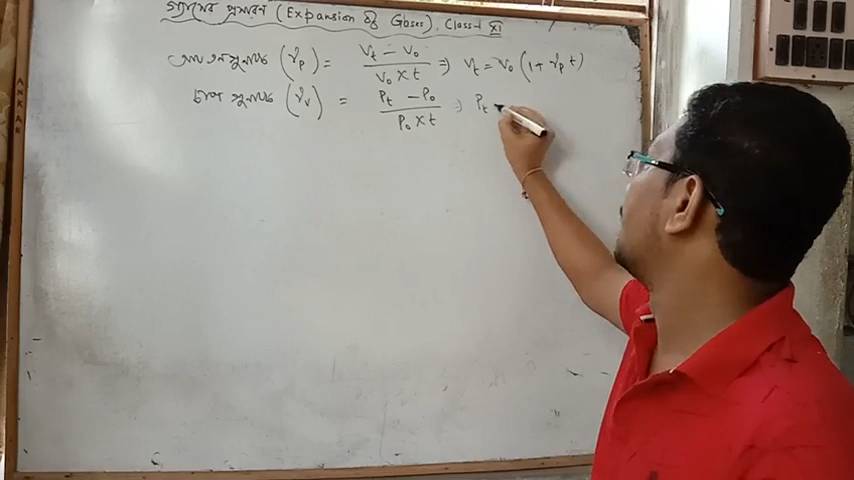 গ্যাসের প্রসারণ (Expansion of Gases). Class-XI
আয়তন গুণাঙ্ক (γp) = (Vt - V0) / (V0 × t) ⇒ Vt = V0 (1 + γp t)
চাপ গুণাঙ্ক (γv) = (Pt - P0) / (P0 × t) ⇒ Pt
ANKAR